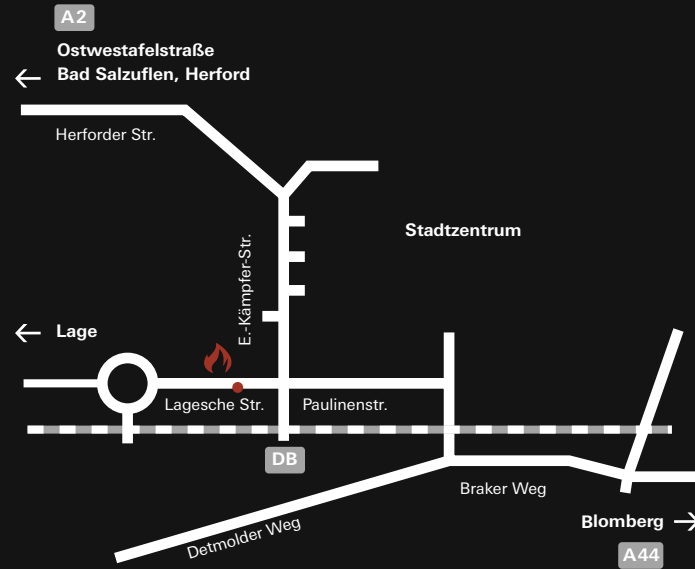 A2
Ostwestafelstraße
Bad Salzuflen, Herford
Herforder Str.
Stadtzentrum
E.-Kämpfer-Str.
Lage
Lagesche Str.
Paulinenstr.
DB
Braker Weg
Detmolder Weg
Blomberg
A44